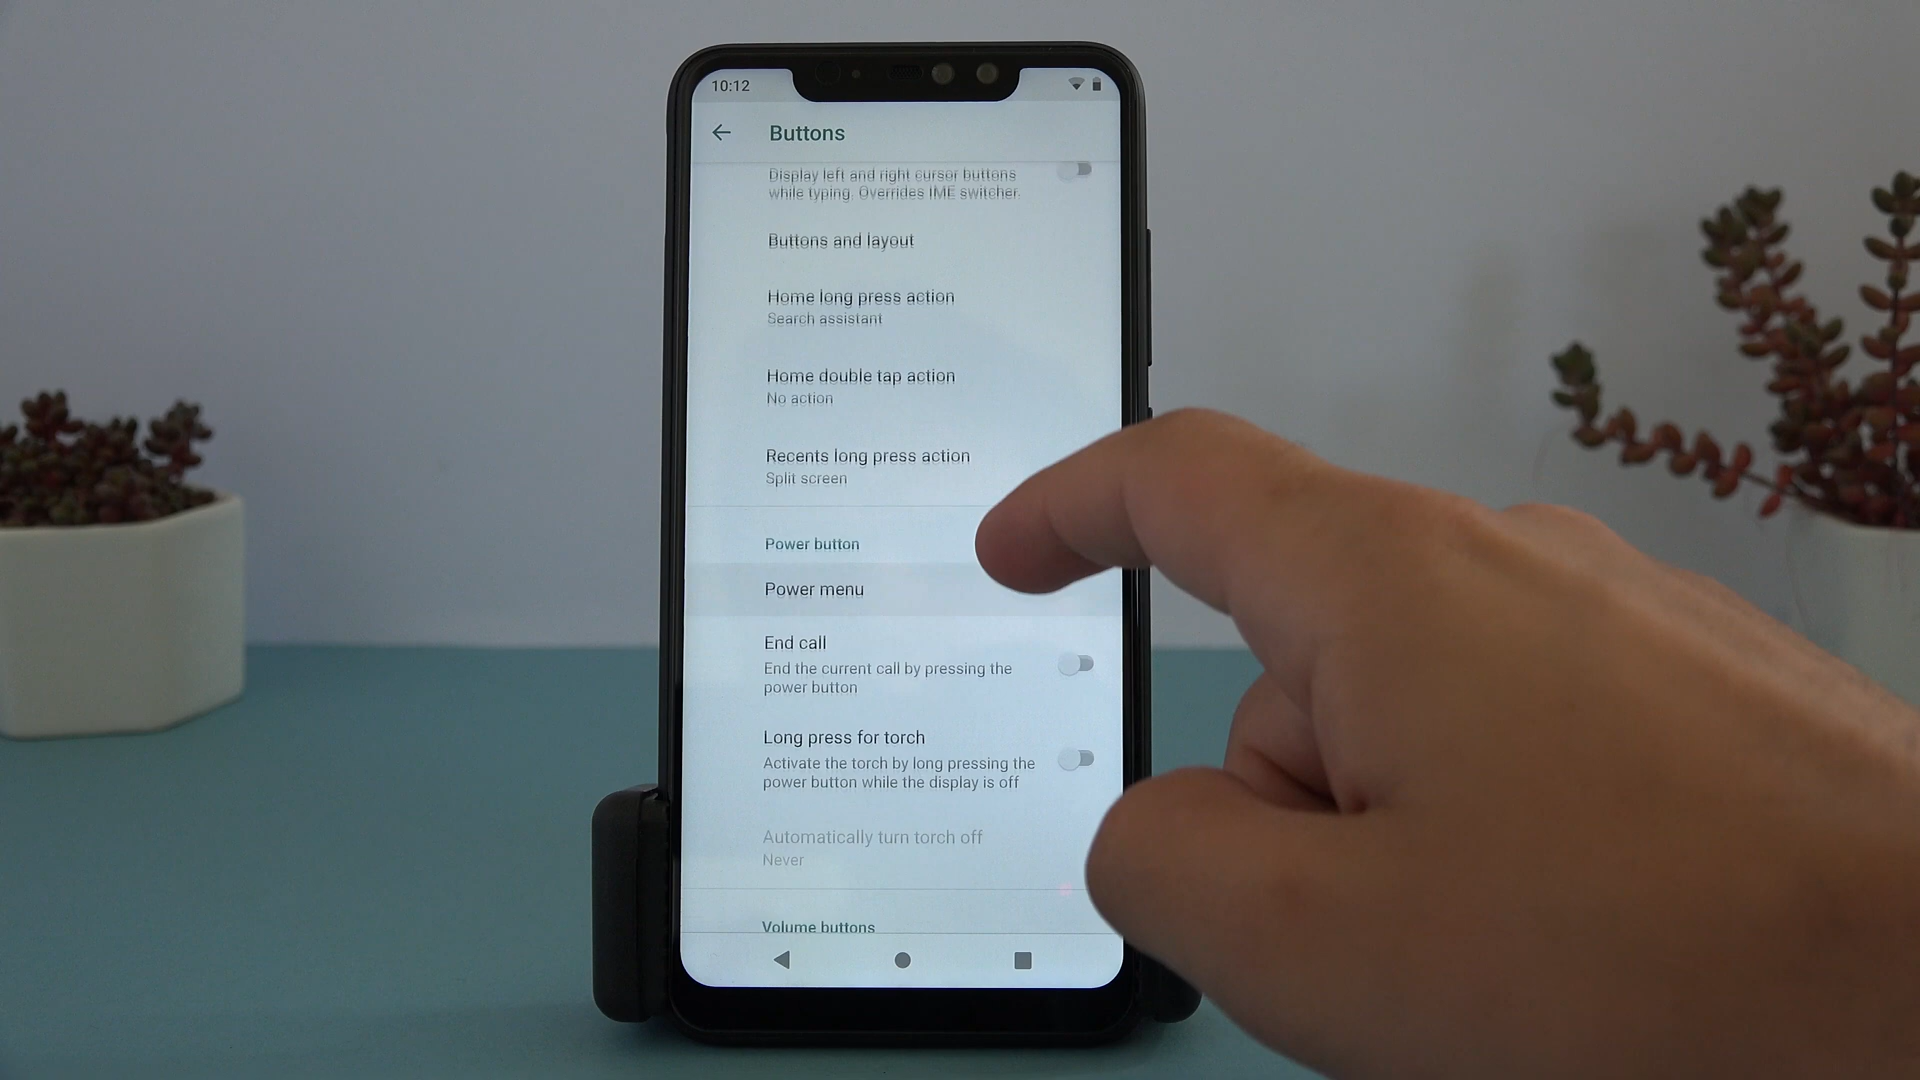 10:12
Buttons
Display left and right cursor buttons
while typing. Overrides IME switcher.
Buttons and layout
Home long press action
Search assistant
Home double tap action
No action
Recents long press action
Split screen
Power button
Power menu
End call
End the current call by pressing the
power button
Long press for torch
Activate the torch by long pressing the
power button while the display is off
Automatically turn torch off
Never
Volume buttons